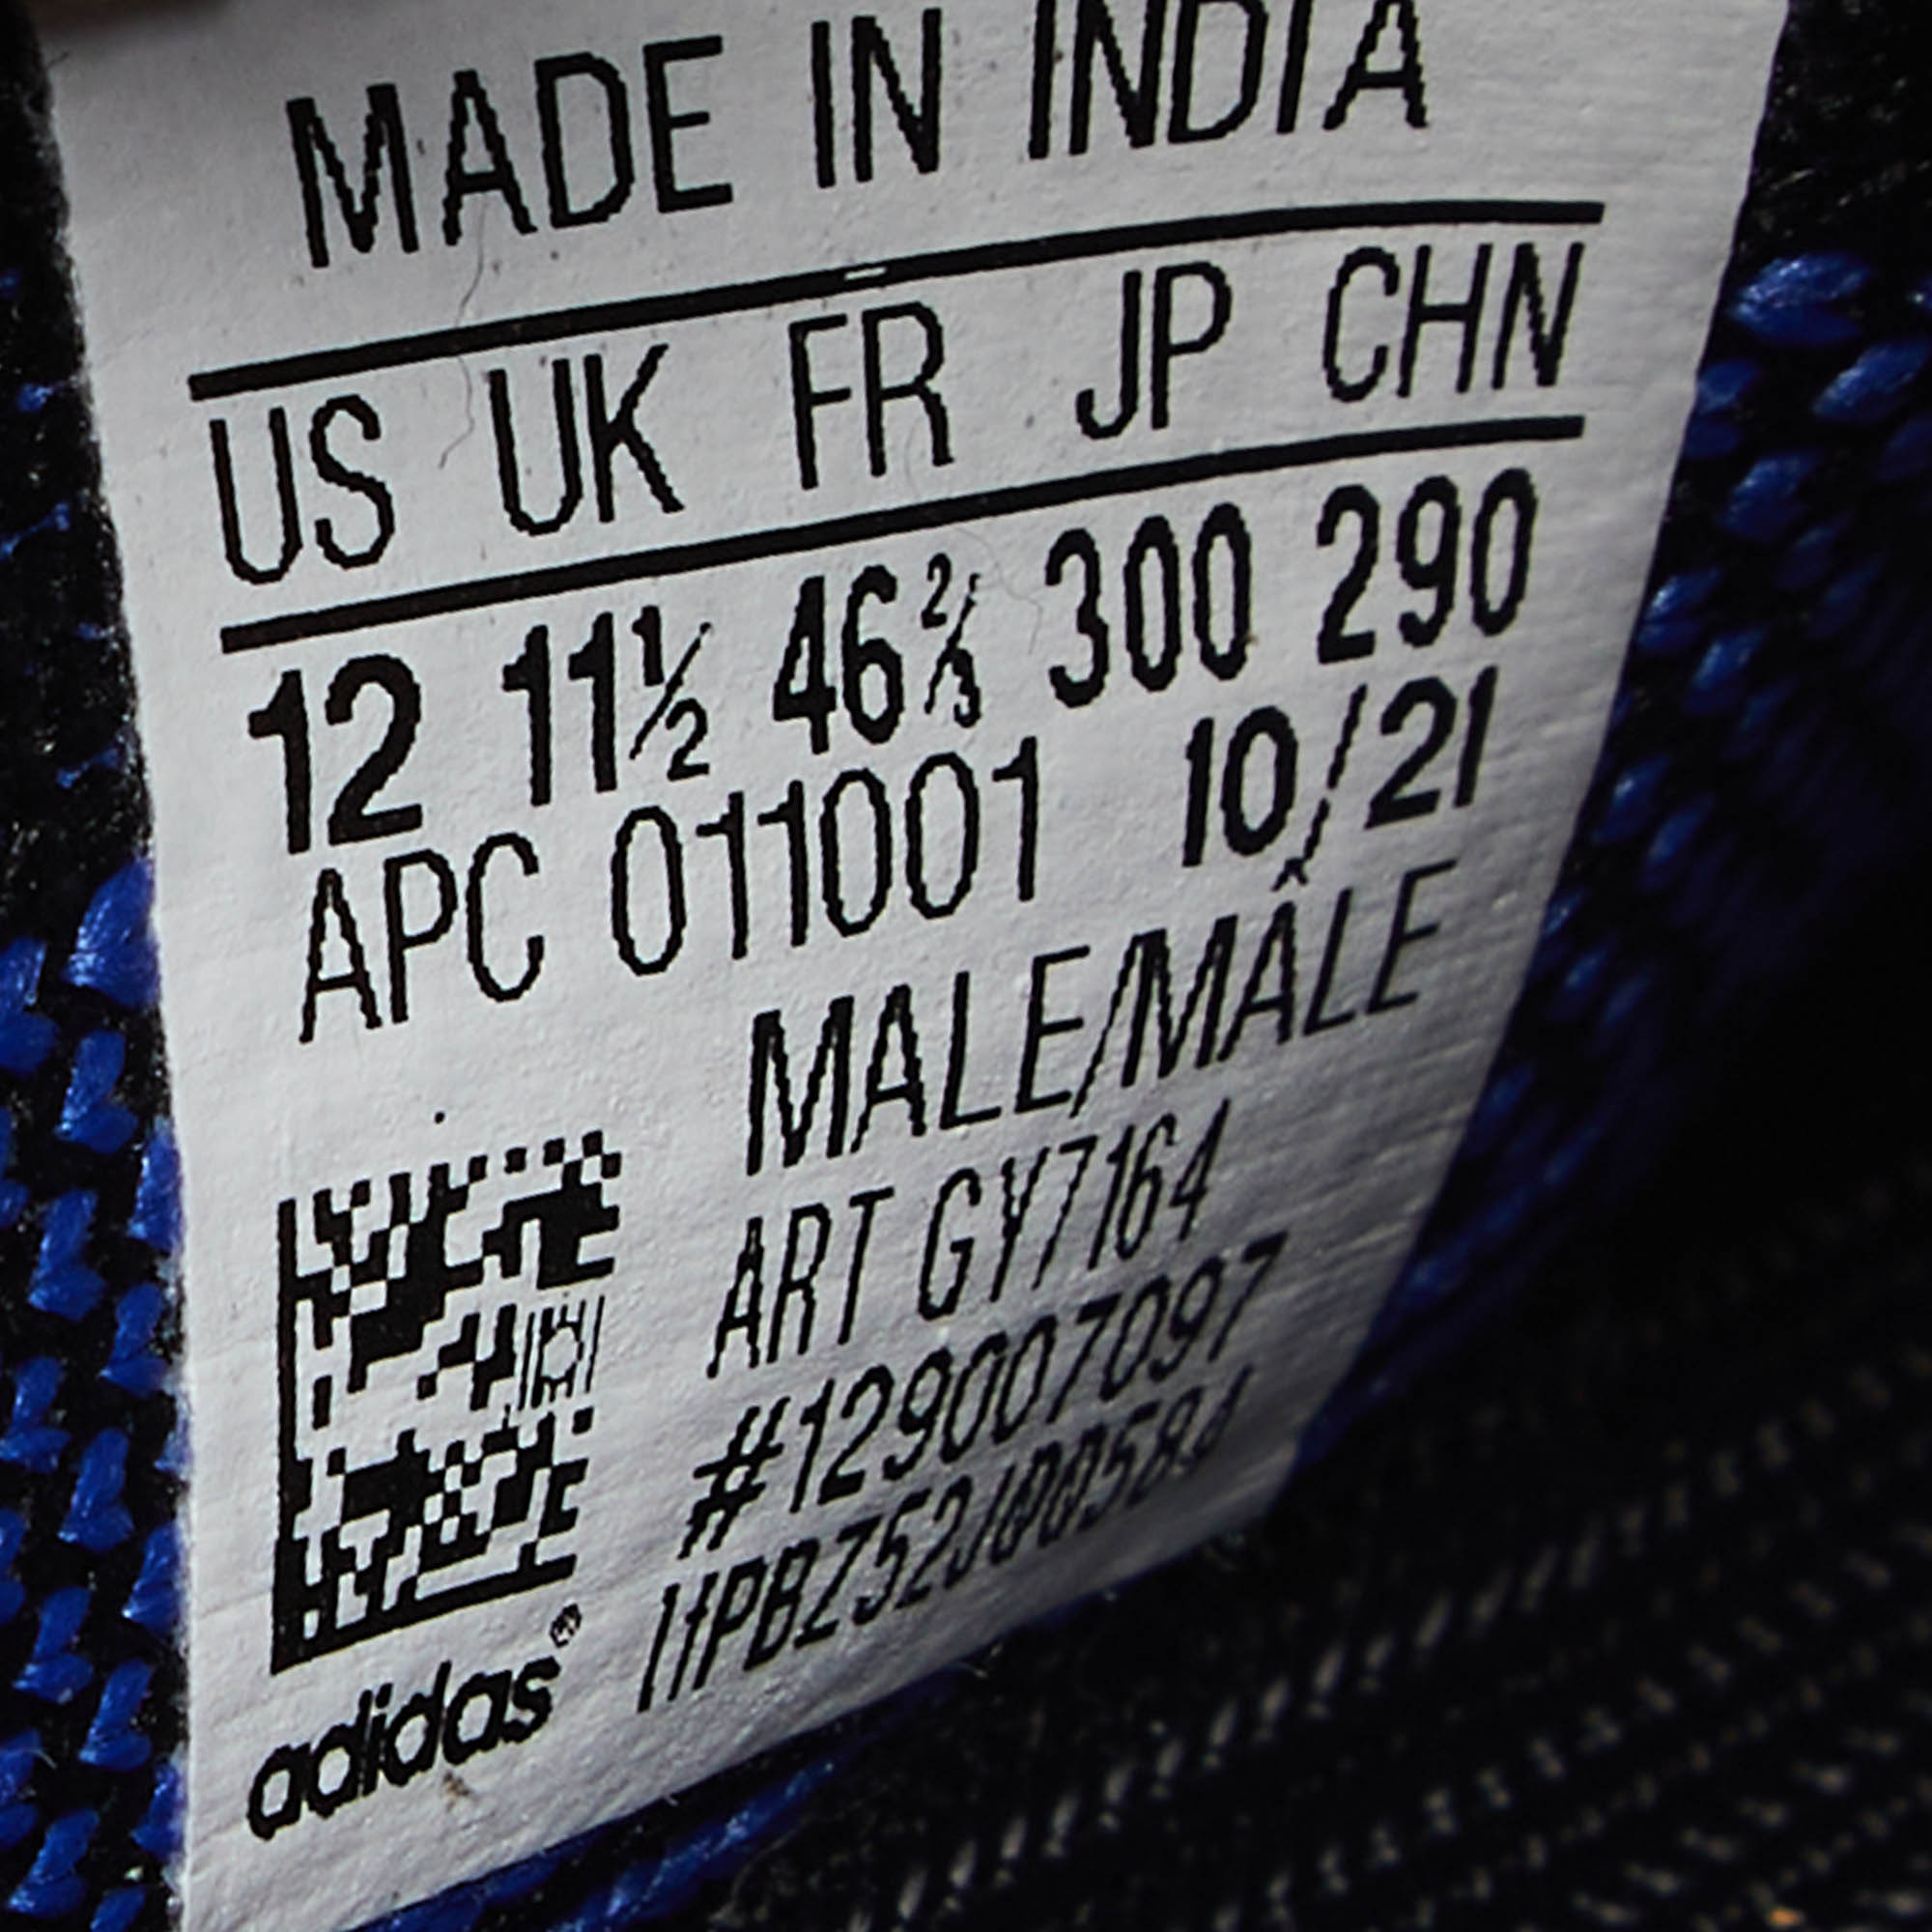 MADE IN INDIA
US UK FR JP CHN
12 11½ 46⅔ 300 290
APC 011001 10/21
MALE/MÂLE
ART GY7164
#129007097
adidas®